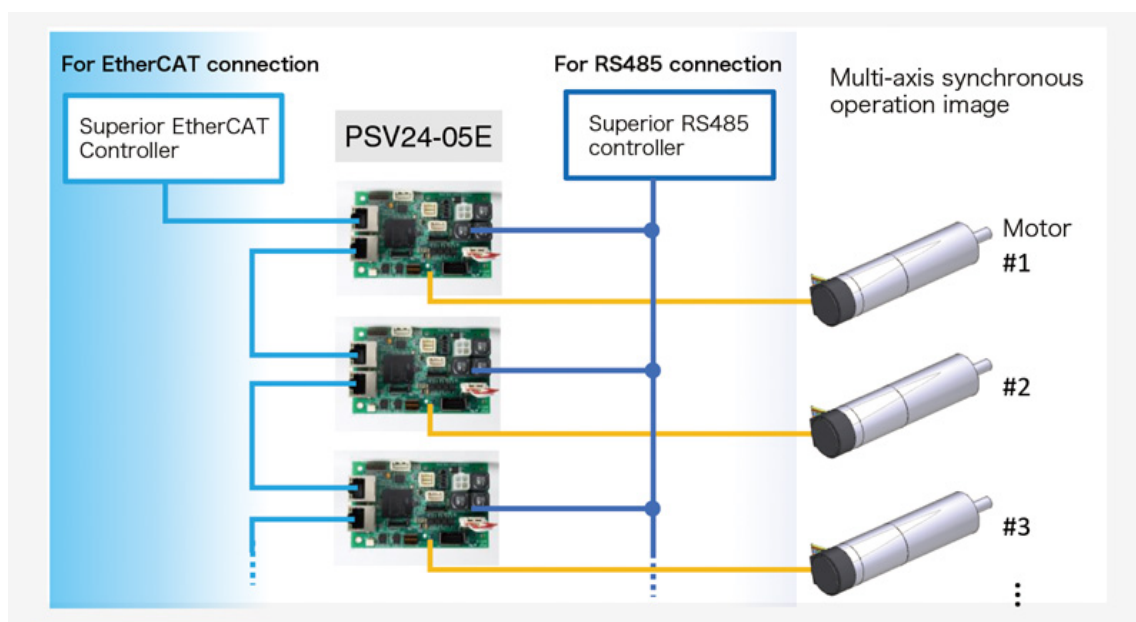 For EtherCAT connection
For RS485 connection
Multi-axis synchronous
operation image
Superior EtherCAT
Controller
PSV24-05E
Superior RS485
controller
Motor
#1
#2
#3